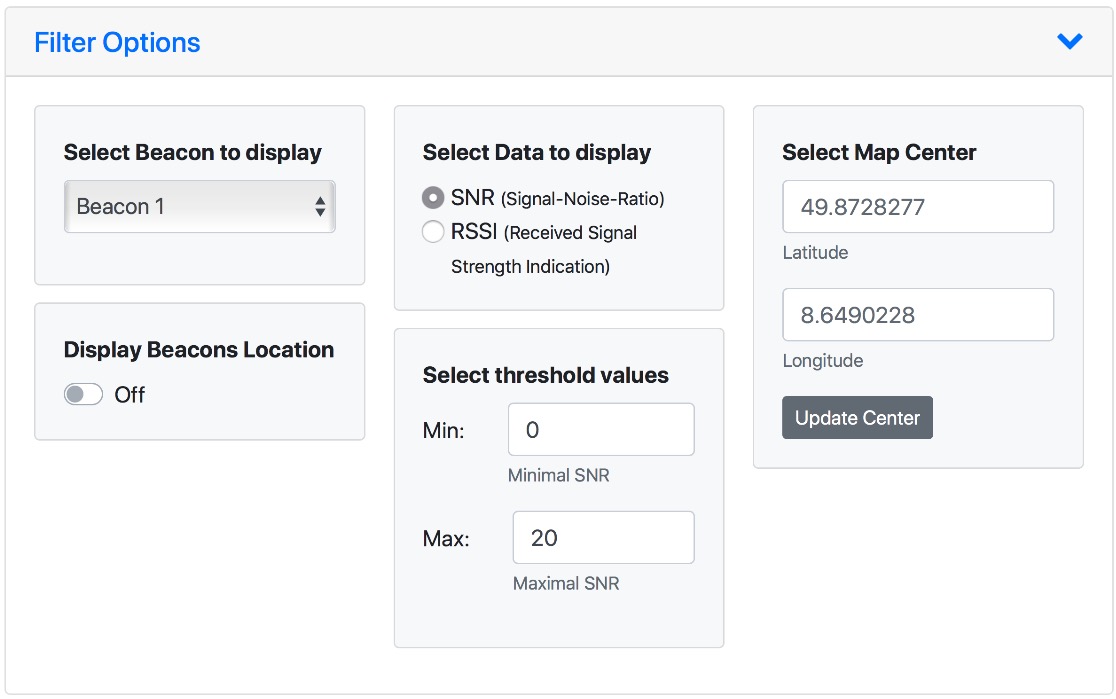 Filter Options
Select Beacon to display
Beacon 1
Display Beacons Location
Off
Select Data to display
SNR (Signal-Noise-Ratio)
RSSI (Received Signal
Strength Indication)
Select threshold values
Min:
0
Minimal SNR
Max:
20
Maximal SNR
Select Map Center
49.8728277
Latitude
8.6490228
Longitude
Update Center